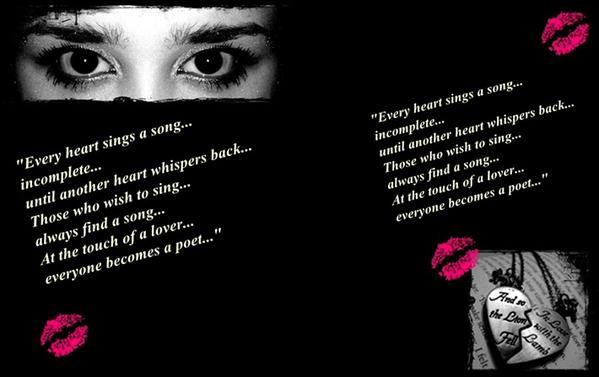 "Every heart sings a song...
incomplete...
until another heart whispers back...
Those who wish to sing...
always find a song...
At the touch of a lover...
everyone becomes a poet..."
"Every heart sings a song...
incomplete...
until another heart whispers back...
Those who wish to sing...
always find a song...
At the touch of a lover...
everyone becomes a poet..."
And so
the Lion
Fell
In Love
with the
Lamb
I felt